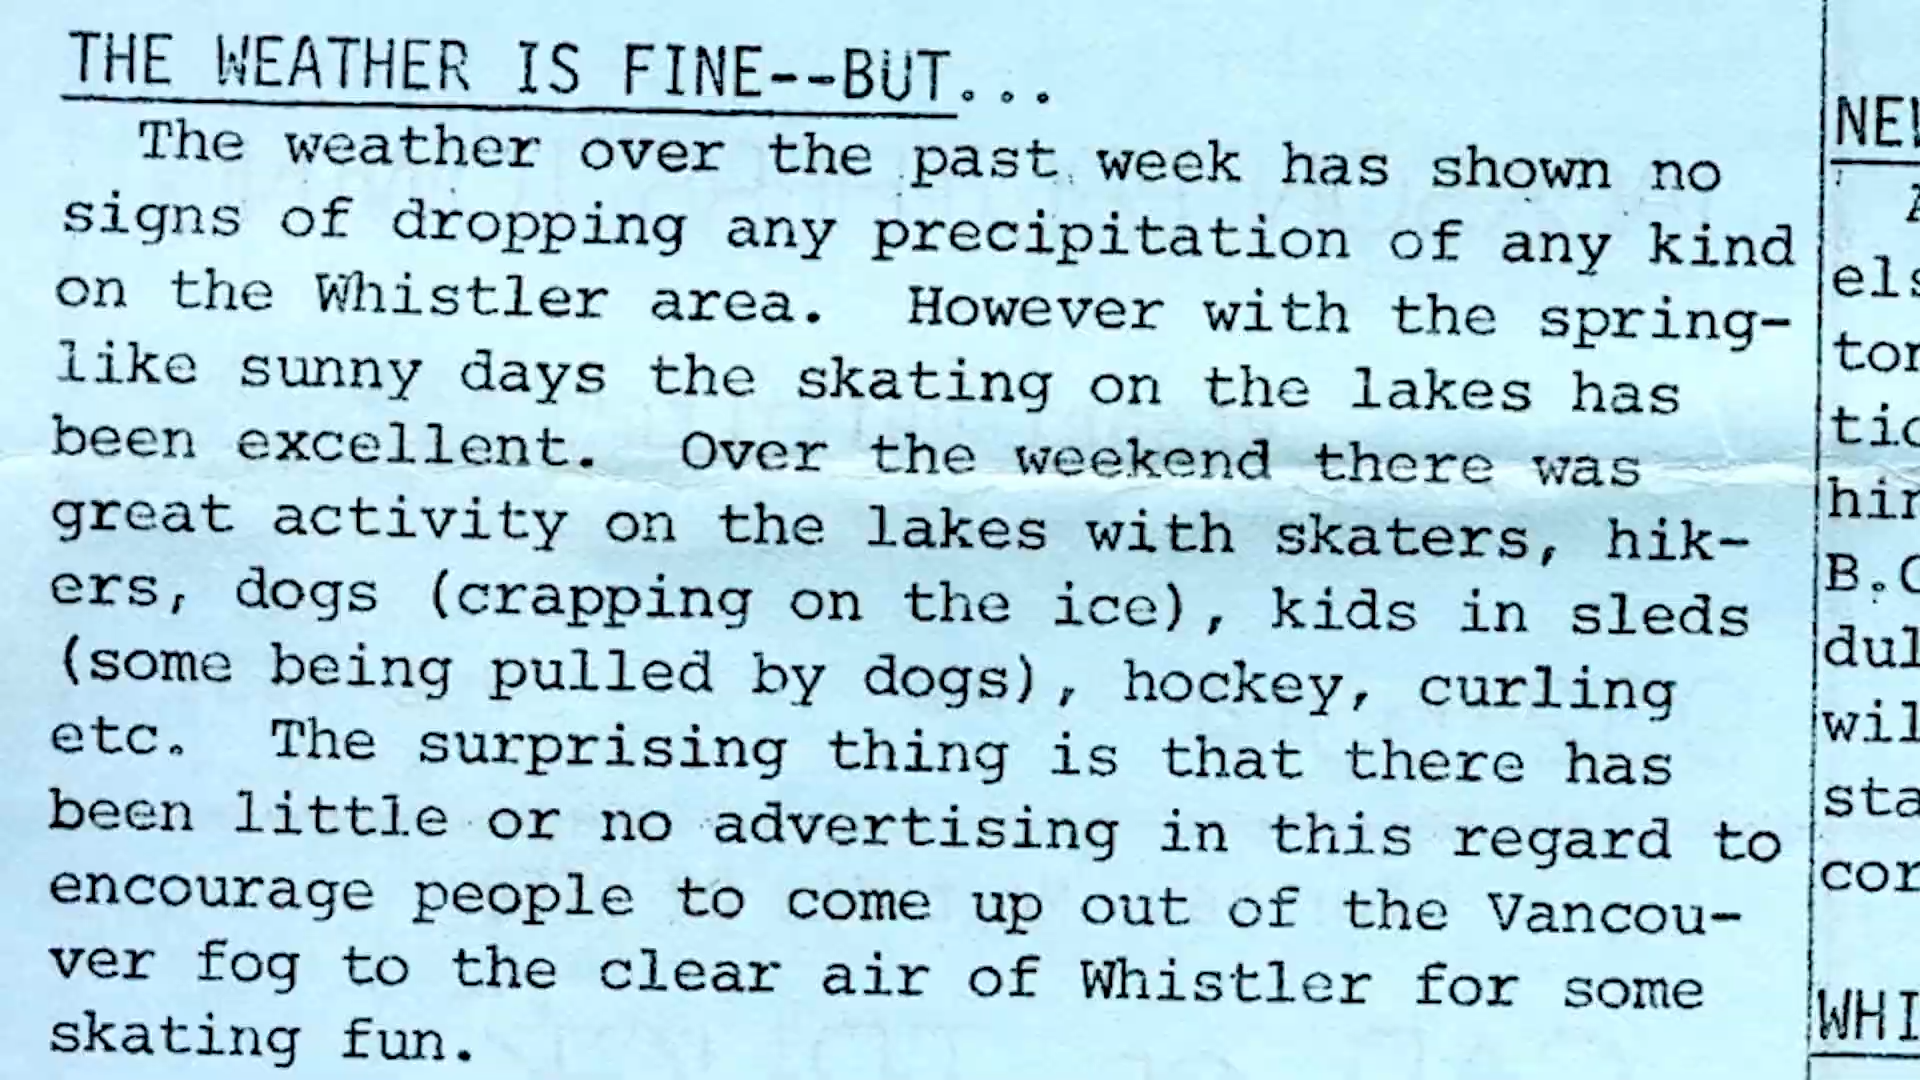 THE WEATHER IS FINE--BUT...
The weather over the past week has shown no
signs of dropping any precipitation of any kind
on the Whistler area. However with the spring-
like sunny days the skating on the lakes has
been excellent. Over the weekend there was
great activity on the lakes with skaters, hik-
ers, dogs (crapping on the ice), kids in sleds
(some being pulled by dogs), hockey, curling
etc. The surprising thing is that there has
been little or no advertising in this regard to
encourage people to come up out of the Vancou-
ver fog to the clear air of Whistler for some
skating fun.